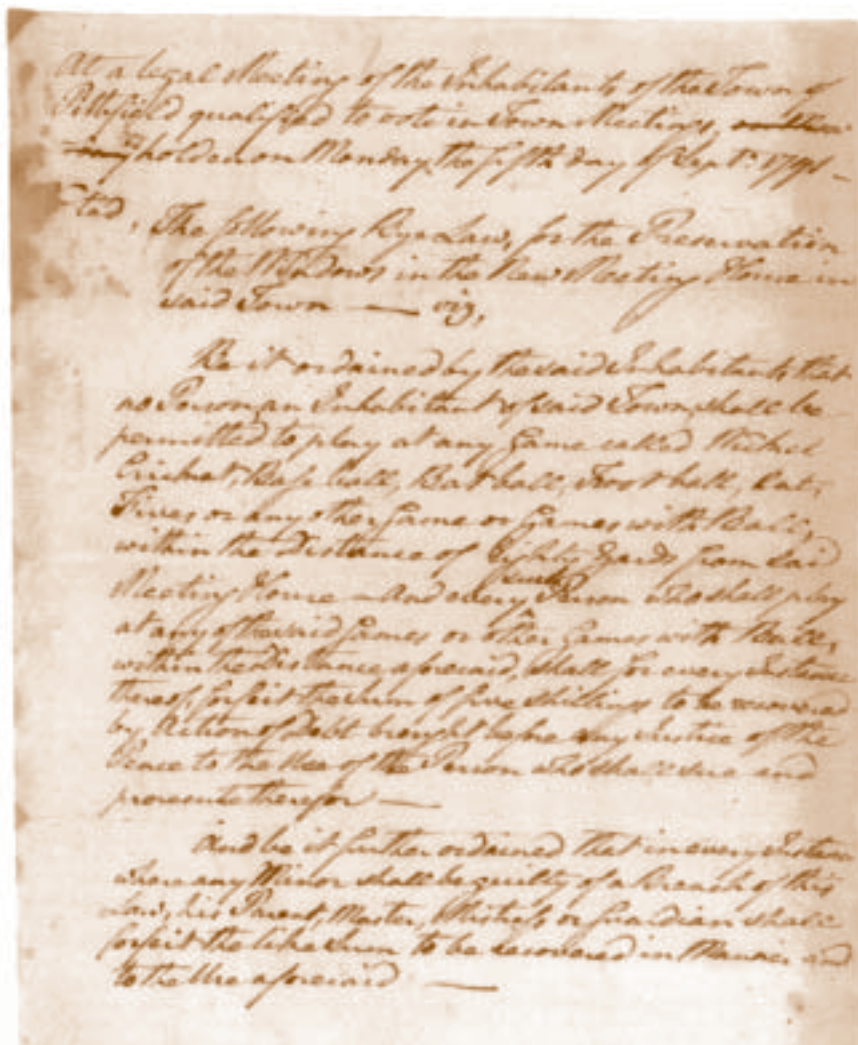 At a legal Meeting of the Inhabitants of the Town of
Pittsfield qualified to vote in Town Meetings,
holden on Monday the fifth day of Sept. 1791 —
The following Bye-Law, for the Preservation
of the Windows in the New Meeting House in
said Town — viz,
Be it ordained by the said Inhabitants that
no Person, an Inhabitant of said Town, shall be
permitted to play at any Game called Wicket,
Cricket, Base ball, Bat ball, Foot ball, Cat,
Fives or any other Game or Games with Ball,
within the Distance of Eighty Yards from said
Meeting House — And every such Person who shall play
at any of the said Games or other Games with Ball,
within the Distance aforesaid, shall for every Instance
thereof, forfeit the sum of five shillings to be recovered
by Action of Debt brought before any Justice of the
Peace to the Use of the Person who shall sue and
prosecute therefor —
And be it further ordained that in every Instance
where any Minor shall be guilty of a Breach of this
Law, his Parent, Master, Mistress or Guardian shall
forfeit the like sum to be recovered in Manner and
to the Use aforesaid —